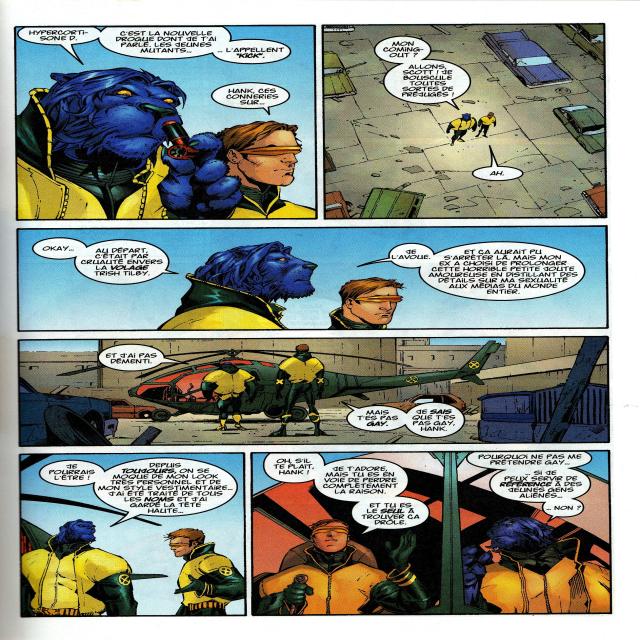 HYPERCORTI-
SONE D.
C'EST LA NOUVELLE
DROGUE DONT JE T'AI
PARLÉ. LES JEUNES
MUTANTS...
... L'APPELLENT
"KICK".
HANK, CES
CONNERIES
SUR...
MON
COMING-
OUT ?
ALLONS,
SCOTT ! JE
BOUSCULE
TOUTES
SORTES DE
PRÉJUGÉS !
AH.
OKAY...
AU DÉPART,
C'ÉTAIT PAR
CRUAUTÉ ENVERS
LA VOLAGE
TRISH TILBY.
JE
L'AVOUE.
ET ÇA AURAIT PU
S'ARRÊTER LÀ, MAIS MON
EX A CHOISI DE PROLONGER
CETTE HORRIBLE PETITE JOUTE
AMOUREUSE EN DISTILLANT DES
DÉTAILS SUR MA SEXUALITÉ
AUX MÉDIAS DU MONDE
ENTIER.
ET J'AI PAS
DÉMENTI.
MAIS
T'ES PAS
GAY.
JE SAIS
QUE T'ES
PAS GAY,
HANK.
JE
POURRAIS
L'ÊTRE !
DEPUIS
TOUJOURS, ON SE
MOQUE DE MON LOOK
TRÈS PERSONNEL ET DE
MON STYLE VESTIMENTAIRE...
J'AI ÉTÉ TRAITÉ DE TOUS
LES NOMS ET J'AI
GARDÉ LA TÊTE
HAUTE...
OH, S'IL
TE PLAÎT,
HANK !
JE T'ADORE,
MAIS TU ES EN
VOIE DE PERDRE
COMPLÈTEMENT
LA RAISON.
ET TU ES
LE SEUL À
TROUVER ÇA
DRÔLE.
POURQUOI NE PAS ME
PRÉTENDRE GAY...
... SI JE
PEUX SERVIR DE
RÉFÉRENCE À DES
JEUNES GENS
ALIÉNÉS...
... NON ?